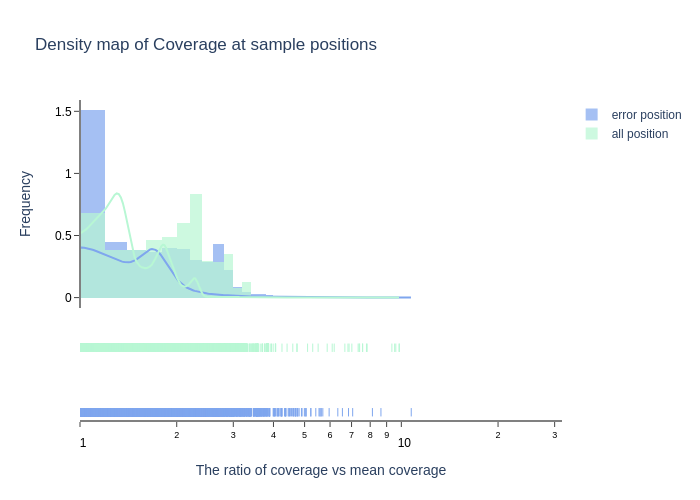 Density map of Coverage at sample positions
error position
all position
Frequency
1.5
1
0.5
0
1 2 3 4 5 6 7 8 9 10 2 3
The ratio of coverage vs mean coverage